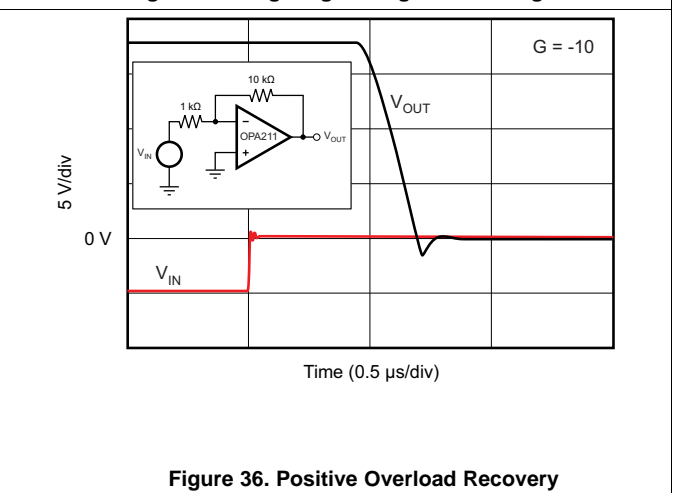 G = -10
10 kΩ
1 kΩ
V_OUT
OPA211
V_OUT
V_IN
5 V/div
0 V
V_IN
Time (0.5 µs/div)
Figure 36. Positive Overload Recovery